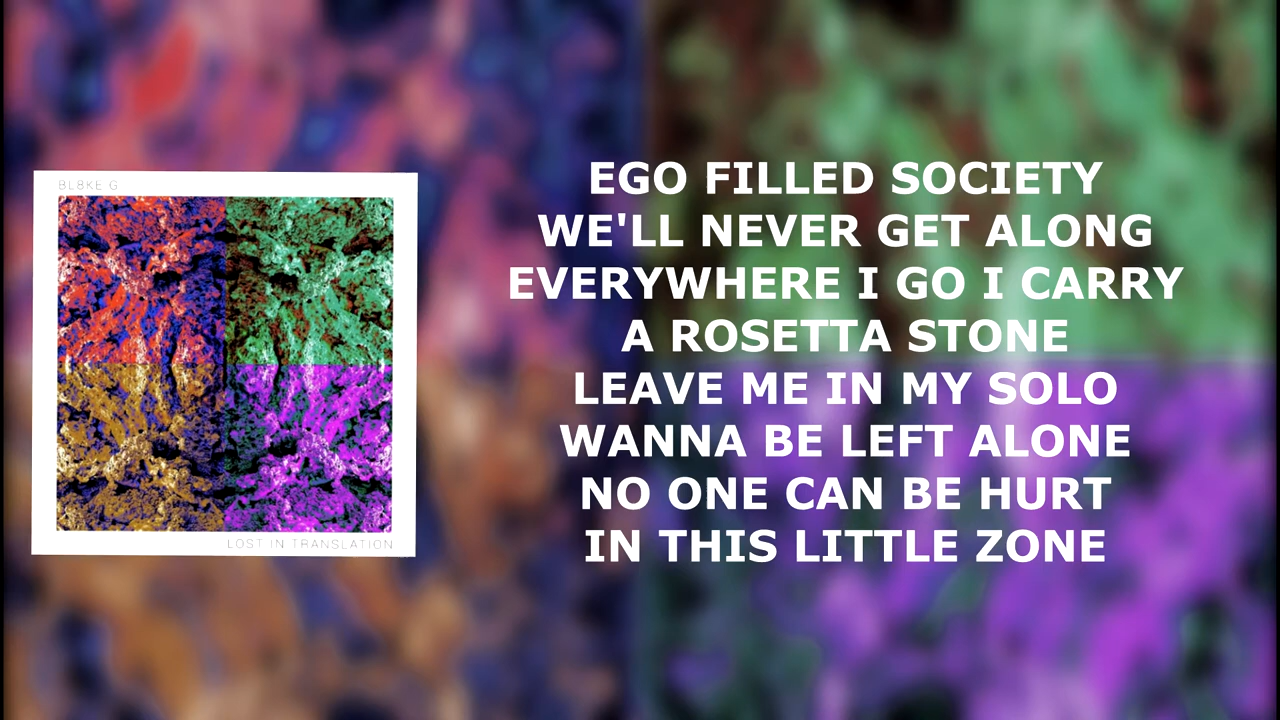 BL8KE G
LOST IN TRANSLATION
EGO FILLED SOCIETY
WE'LL NEVER GET ALONG
EVERYWHERE I GO I CARRY
A ROSETTA STONE
LEAVE ME IN MY SOLO
WANNA BE LEFT ALONE
NO ONE CAN BE HURT
IN THIS LITTLE ZONE